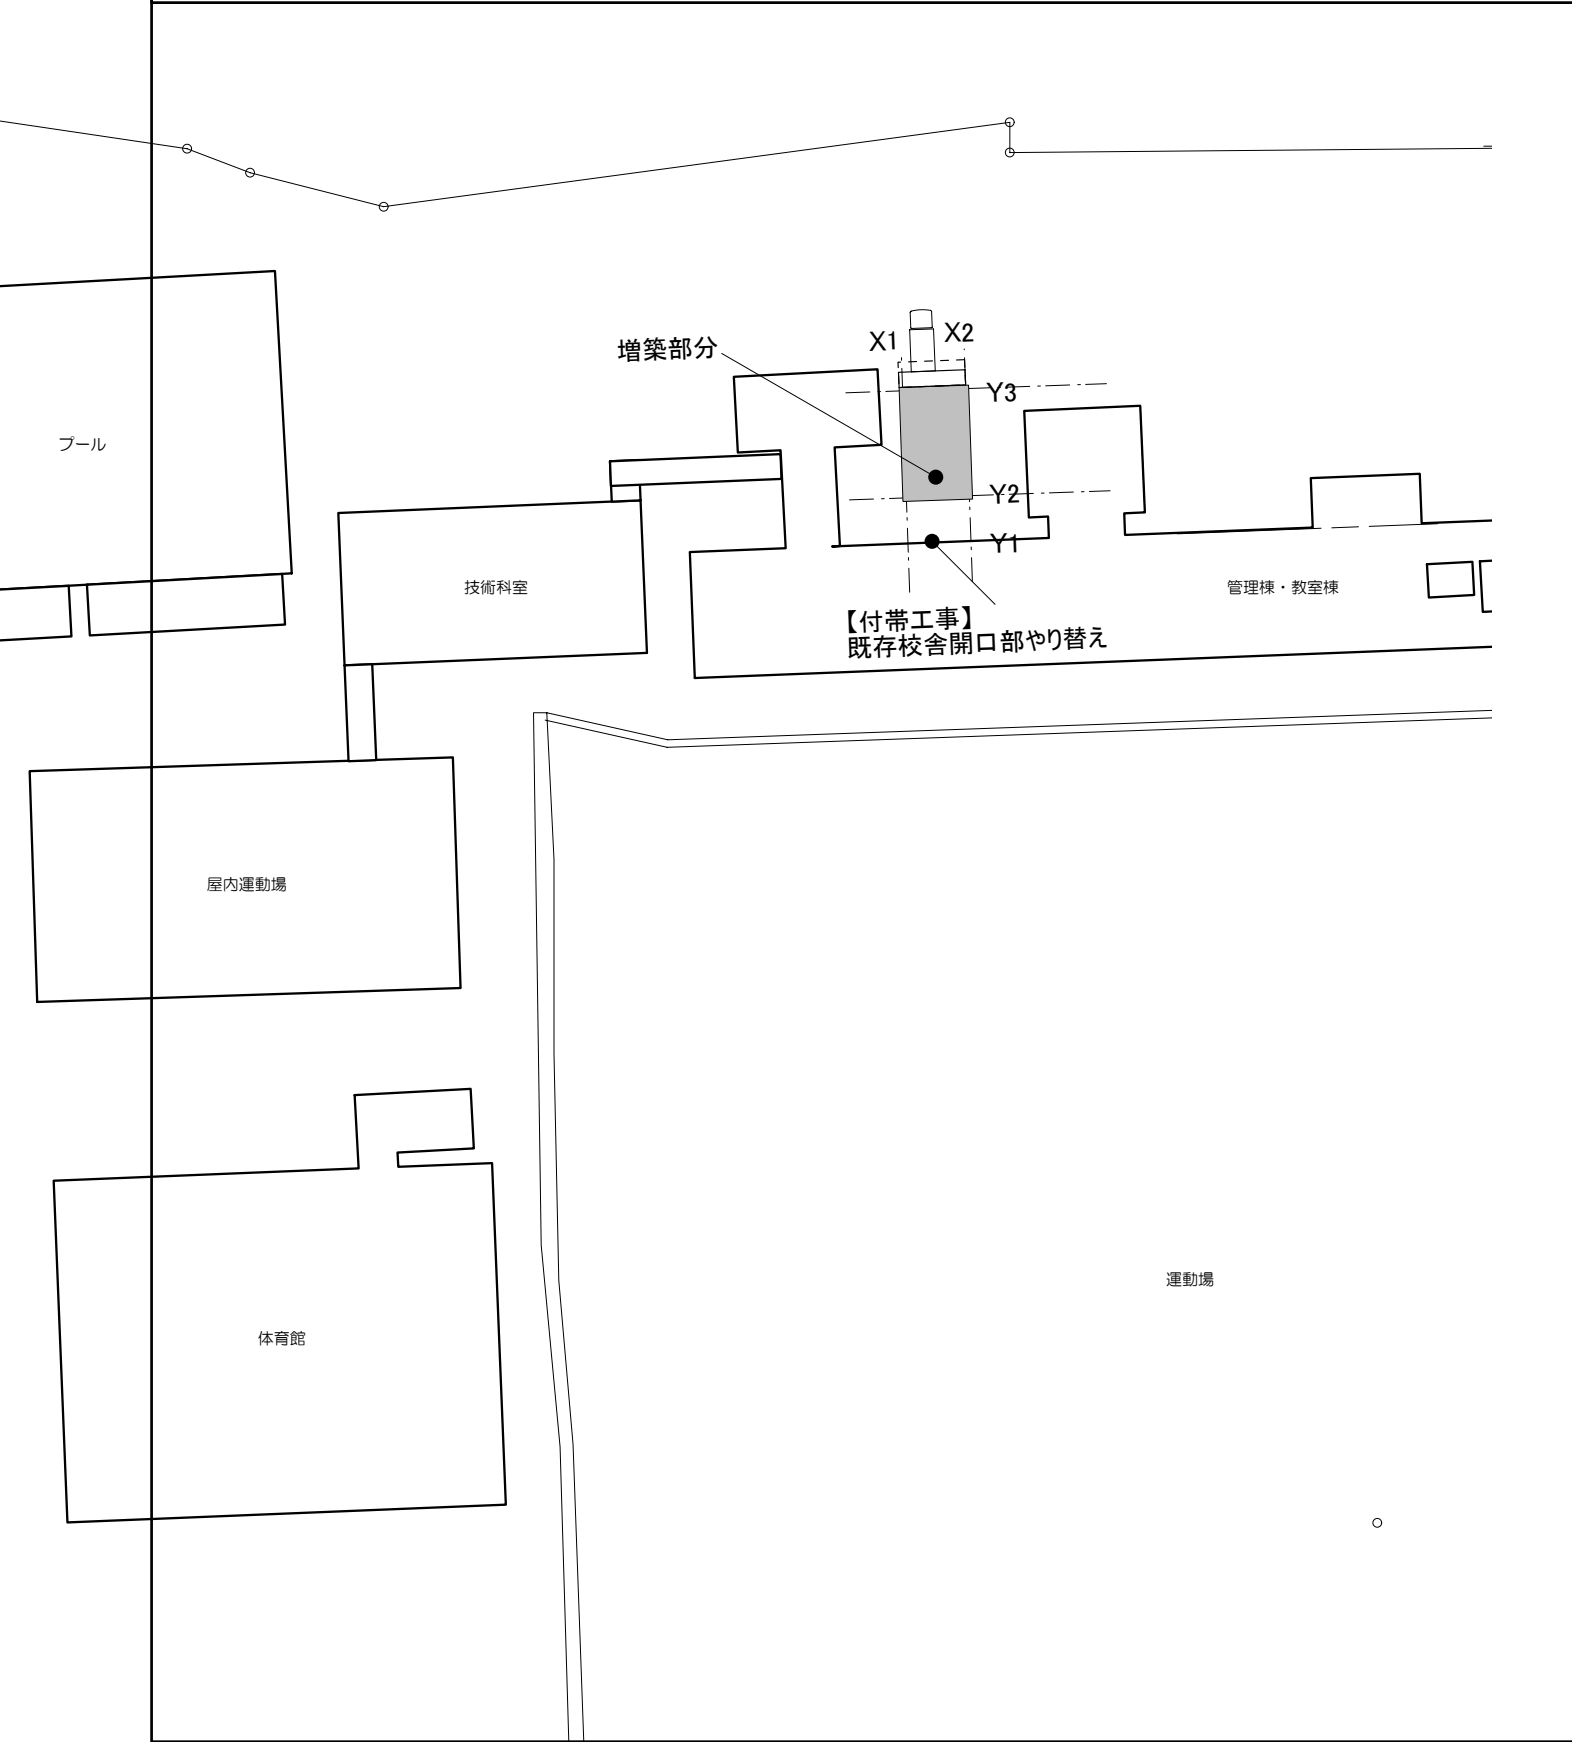 増築部分
X1
X2
Y3
プール
Y2
Y1
技術科室
管理棟・教室棟
【付帯工事】
既存校舎開口部やり替え
屋内運動場
運動場
体育館